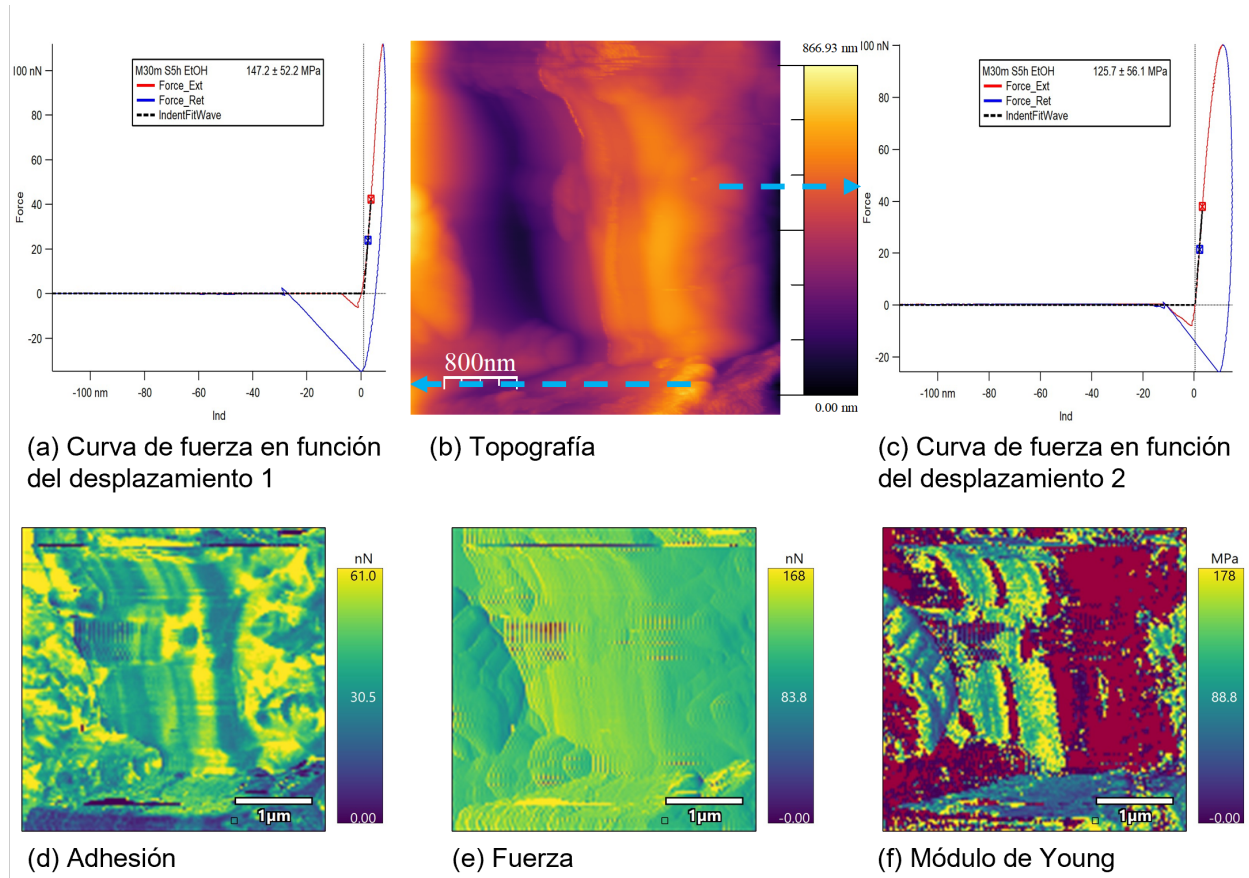 100 nN
80
60
40
20
0
-20
Force
-100 nm
-80
-60
-40
-20
0
Ind
M30m S5h EtOH 147.2 ± 52.2 MPa
Force_Ext
Force_Ret
IndentFitWave
(a) Curva de fuerza en función
del desplazamiento 1
866.93 nm
0.00 nm
800nm
(b) Topografía
100 nN
80
60
40
20
0
-20
Force
-100 nm
-80
-60
-40
-20
0
Ind
M30m S5h EtOH 125.7 ± 56.1 MPa
Force_Ext
Force_Ret
IndentFitWave
(c) Curva de fuerza en función
del desplazamiento 2
nN
61.0
30.5
0.00
1µm
(d) Adhesión
nN
168
83.8
-0.00
1µm
(e) Fuerza
MPa
178
88.8
-0.00
1µm
(f) Módulo de Young